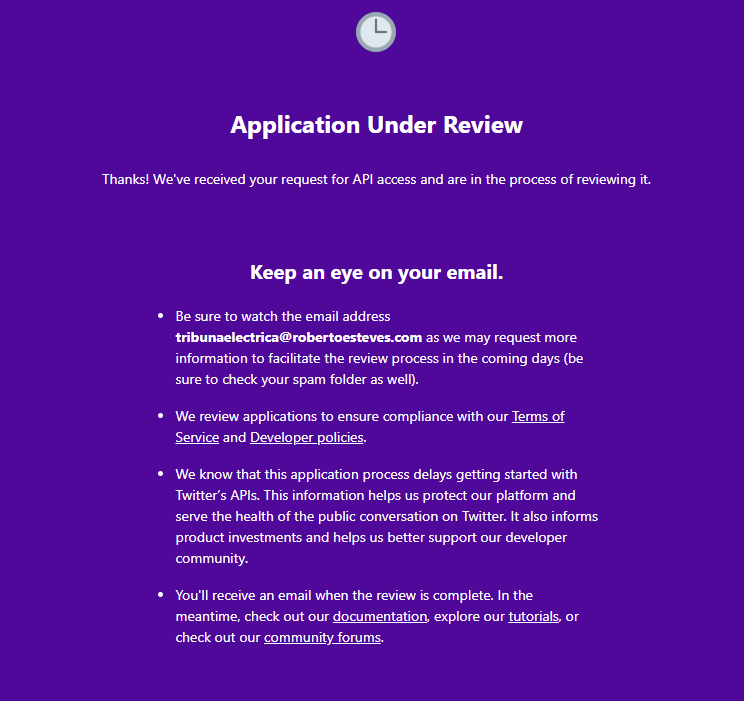 Application Under Review
Thanks! We've received your request for API access and are in the process of reviewing it.
Keep an eye on your email.
• Be sure to watch the email address
tribunaelectrica@robertoesteves.com as we may request more
information to facilitate the review process in the coming days (be
sure to check your spam folder as well).
• We review applications to ensure compliance with our Terms of
Service and Developer policies.
• We know that this application process delays getting started with
Twitter's APIs. This information helps us protect our platform and
serve the health of the public conversation on Twitter. It also informs
product investments and helps us better support our developer
community.
• You'll receive an email when the review is complete. In the
meantime, check out our documentation, explore our tutorials, or
check out our community forums.